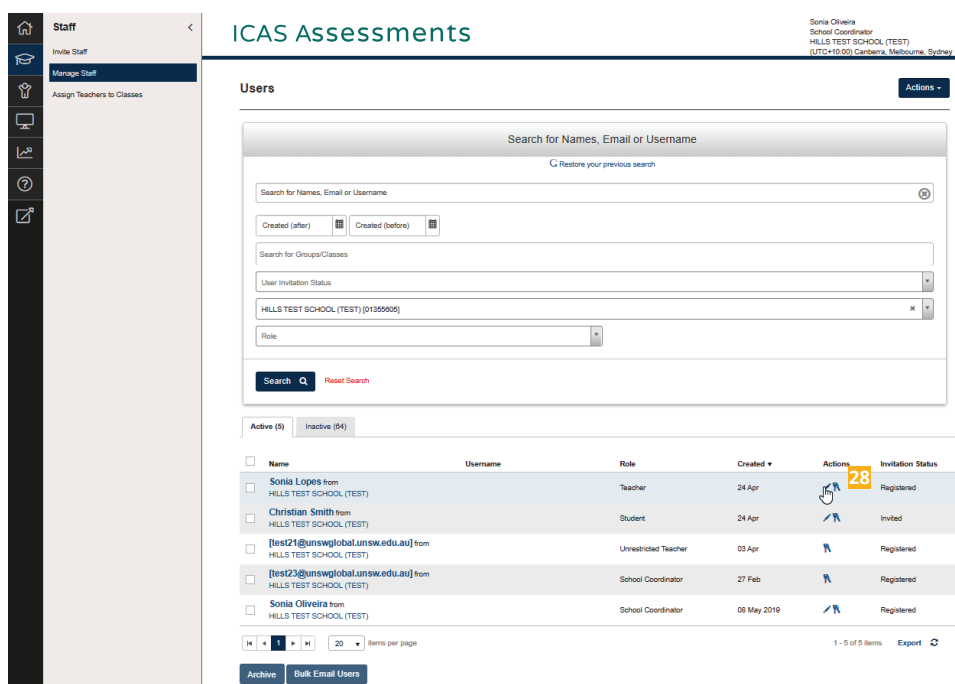 Staff
Invite Staff
Manage Staff
Assign Teachers to Classes
ICAS Assessments
Sonia Oliveira
School Coordinator
HILLS TEST SCHOOL (TEST)
(UTC+10:00) Canberra, Melbourne, Sydney
Users
Actions
Search for Names, Email or Username
Restore your previous search
Search for Names, Email or Username
Created (after) Created (before)
Search for Groups/Classes
User Invitation Status
HILLS TEST SCHOOL (TEST) [01355605]
Role
Search Reset Search
Active (5) Inactive (64)
Name Username Role Created Actions Invitation Status
28
Sonia Lopes from
HILLS TEST SCHOOL (TEST) Teacher 24 Apr Registered
Christian Smith from
HILLS TEST SCHOOL (TEST) Student 24 Apr Invited
[test21@unswglobal.unsw.edu.au] from
HILLS TEST SCHOOL (TEST) Unrestricted Teacher 03 Apr Registered
[test23@unswglobal.unsw.edu.au] from
HILLS TEST SCHOOL (TEST) School Coordinator 27 Feb Registered
Sonia Oliveira from
HILLS TEST SCHOOL (TEST) School Coordinator 08 May 2019 Registered
1 20 items per page 1 - 5 of 5 items Export
Archive Bulk Email Users